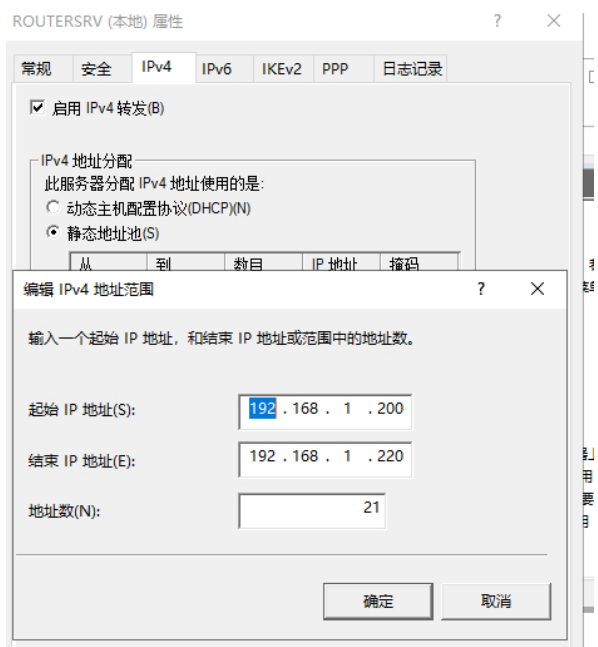 ROUTERSRV (本地) 属性 ? ×
常规 安全 IPv4 IPv6 IKEv2 PPP 日志记录
启用 IPv4 转发(B)
IPv4 地址分配
此服务器分配 IPv4 地址使用的是:
动态主机配置协议(DHCP)(N)
静态地址池(S)
从 到 数目 IP 地址 掩码
编辑 IPv4 地址范围 ? ×
输入一个起始 IP 地址，和结束 IP 地址或范围中的地址数。
起始 IP 地址(S): 192 . 168 . 1 . 200
结束 IP 地址(E): 192 . 168 . 1 . 220
地址数(N): 21
确定 取消